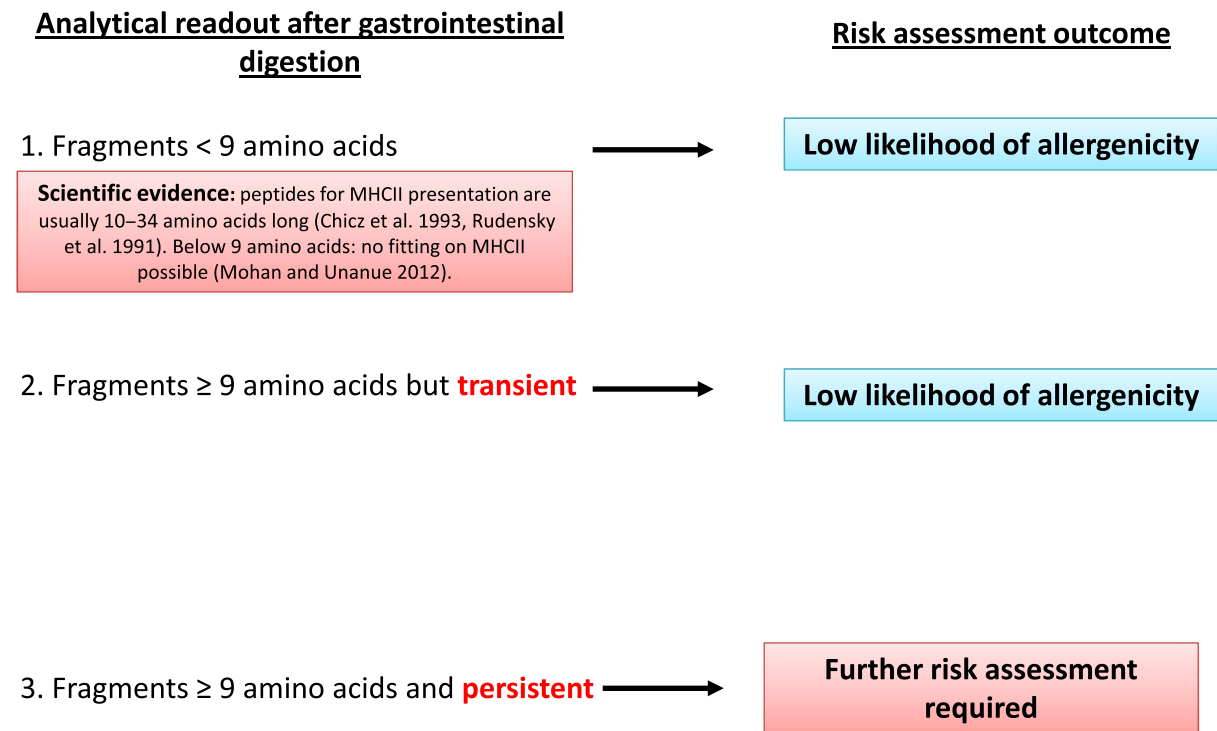 Analytical readout after gastrointestinal
digestion
Risk assessment outcome
1. Fragments < 9 amino acids
Low likelihood of allergenicity
Scientific evidence: peptides for MHCII presentation are
usually 10–34 amino acids long (Chicz et al. 1993, Rudensky
et al. 1991). Below 9 amino acids: no fitting on MHCII
possible (Mohan and Unanue 2012).
2. Fragments ≥ 9 amino acids but transient
Low likelihood of allergenicity
3. Fragments ≥ 9 amino acids and persistent
Further risk assessment
required